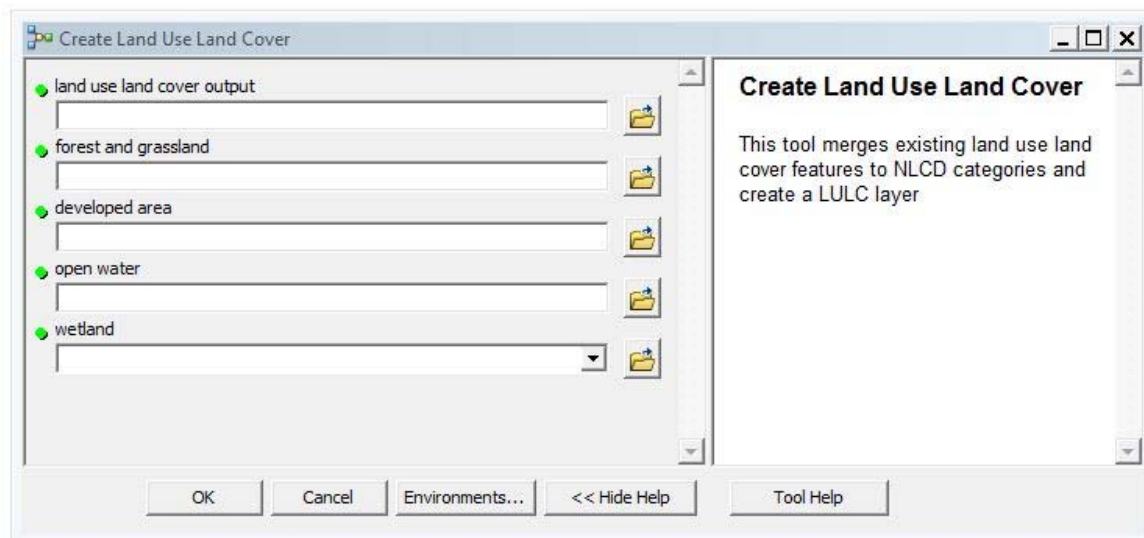 Create Land Use Land Cover
land use land cover output
forest and grassland
developed area
open water
wetland
Create Land Use Land Cover
This tool merges existing land use land
cover features to NLCD categories and
create a LULC layer
OK Cancel Environments... << Hide Help Tool Help